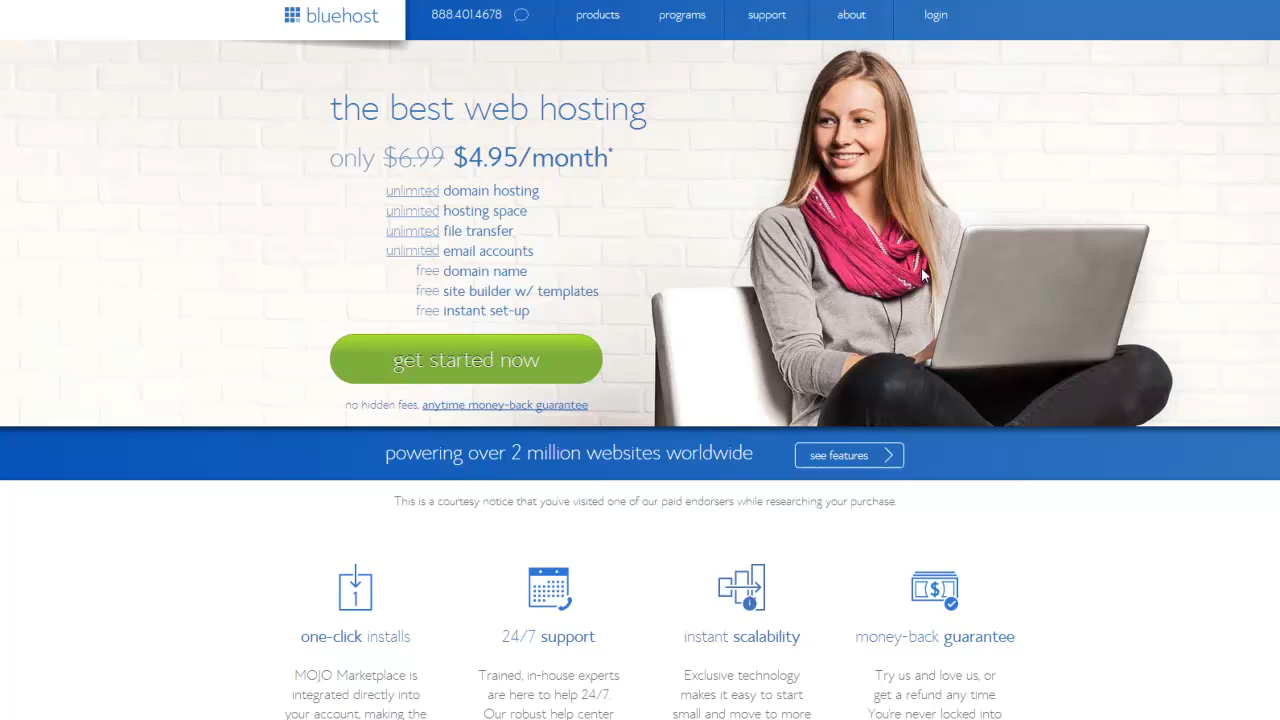 bluehost
888.401.4678
products
programs
support
about
login
the best web hosting
only $6.99 $4.95/month*
unlimited domain hosting
unlimited hosting space
unlimited file transfer
unlimited email accounts
free domain name
free site builder w/ templates
free instant set-up
get started now
no hidden fees, anytime money-back guarantee
powering over 2 million websites worldwide
see features
This is a courtesy notice that you've visited one of our paid endorsers while researching your purchase.
1
$
one-click installs
24/7 support
instant scalability
money-back guarantee
MOJO Marketplace is
integrated directly into
your account, making the
Trained, in-house experts
are here to help 24/7.
Our robust help center
Exclusive technology
makes it easy to start
small and move to more
Try us and love us, or
get a refund any time.
You're never locked into